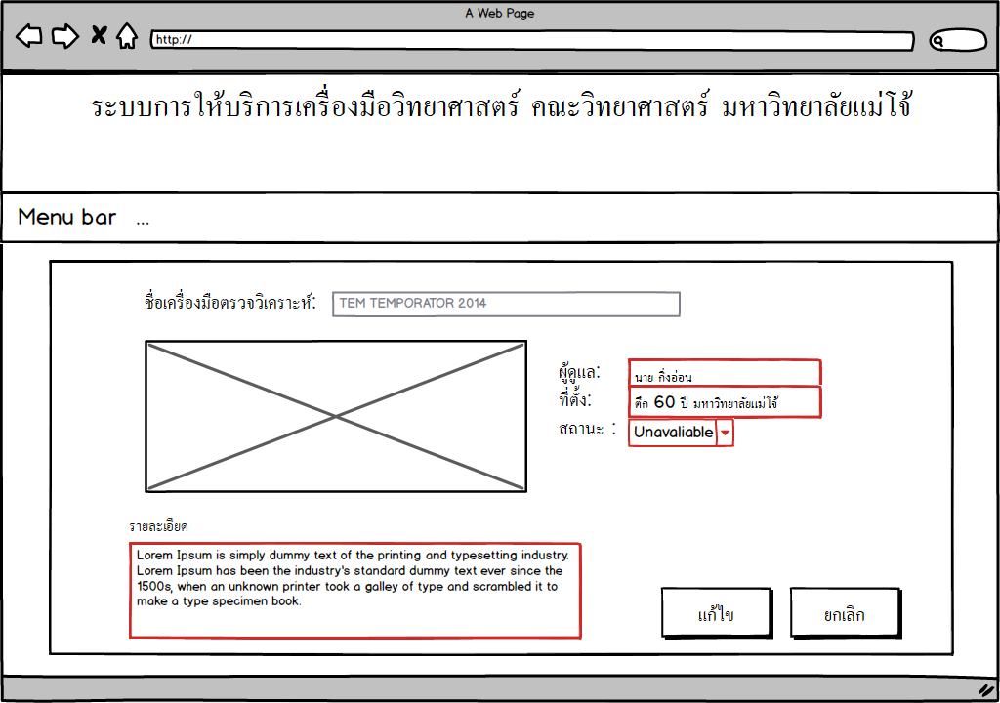 A Web Page
http://
ระบบการให้บริการเครื่องมือวิทยาศาสตร์ คณะวิทยาศาสตร์ มหาวิทยาลัยแม่โจ้
Menu bar ...
ชื่อเครื่องมือตรวจวิเคราะห์: TEM TEMPORATOR 2014
ผู้ดูแล: นาย กิ่งอ่อน
ที่ตั้ง: ตึก 60 ปี มหาวิทยาลัยแม่โจ้
สถานะ : Unavaliable
รายละเอียด
Lorem Ipsum is simply dummy text of the printing and typesetting industry.
Lorem Ipsum has been the industry's standard dummy text ever since the
1500s, when an unknown printer took a galley of type and scrambled it to
make a type specimen book.
แก้ไข ยกเลิก